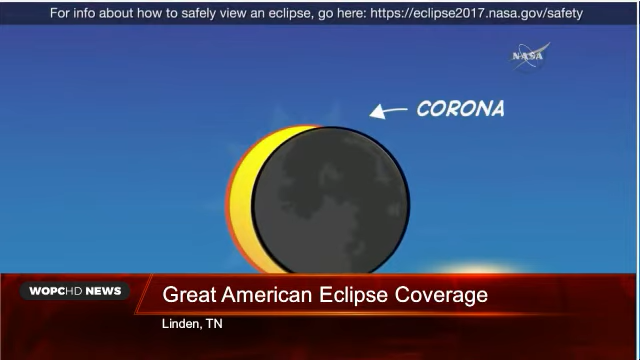 For info about how to safely view an eclipse, go here: https://eclipse2017.nasa.gov/safety
NASA
CORONA
WOPCHD NEWS
Great American Eclipse Coverage
Linden, TN